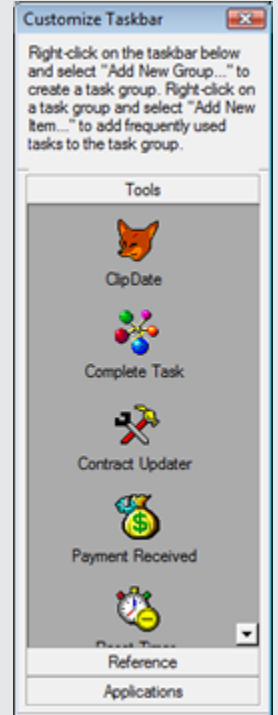 Customize Taskbar
Right-click on the taskbar below
and select "Add New Group..." to
create a task group. Right-click on
a task group and select "Add New
Item..." to add frequently used
tasks to the task group.
Tools
ClipDate
Complete Task
Contract Updater
Payment Received
Reference
Applications